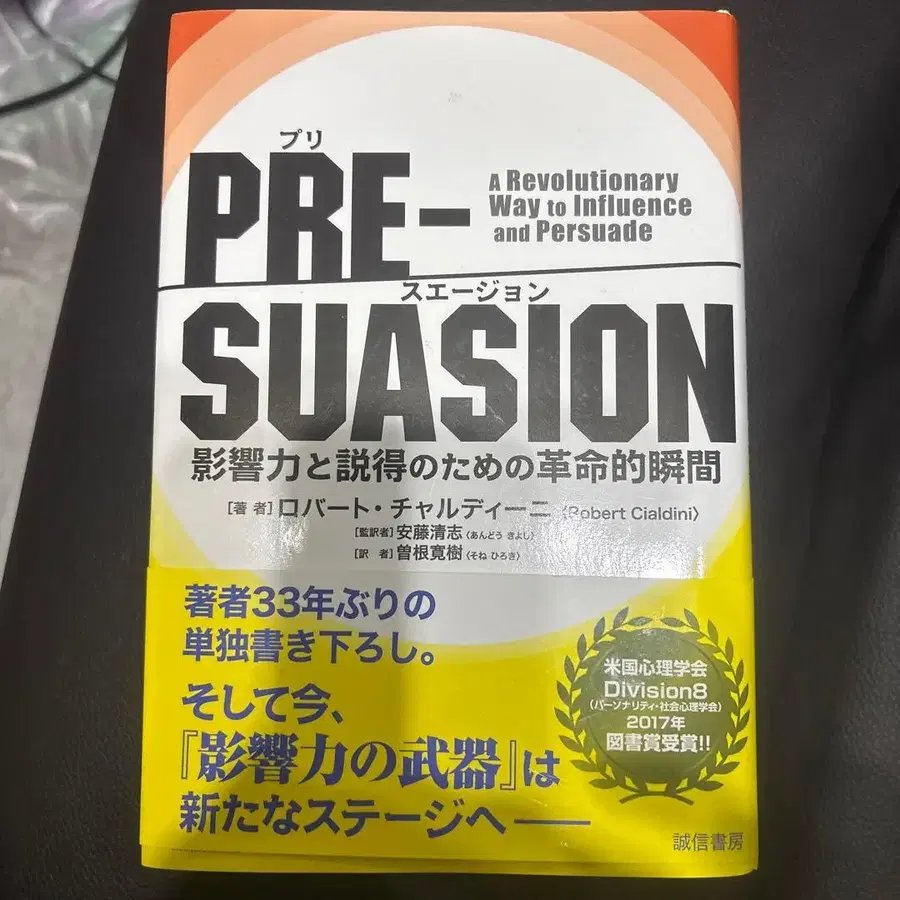 プリ
PRE-
A Revolutionary
Way to Influence
and Persuade
スエージョン
SUASION
影響力と説得のための革命的瞬間
［著 者］ロバート・チャルディーニ〈Robert Cialdini〉
［監訳者］安藤清志〈あんどう きよし〉
［訳 者］曽根寛樹〈そね ひろき〉
著者33年ぶりの
単独書き下ろし。
そして今、
『影響力の武器』は
新たなステージへ――
米国心理学会
Division8
（パーソナリティ・社会心理学会）
2017年
図書賞受賞!!
誠信書房